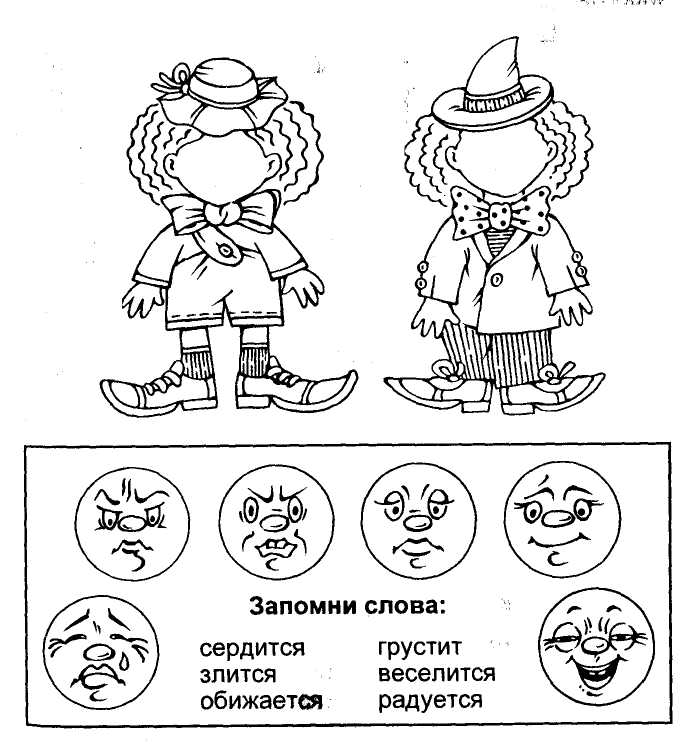 Запомни слова:
сердится грустит
злится веселится
обижается радуется